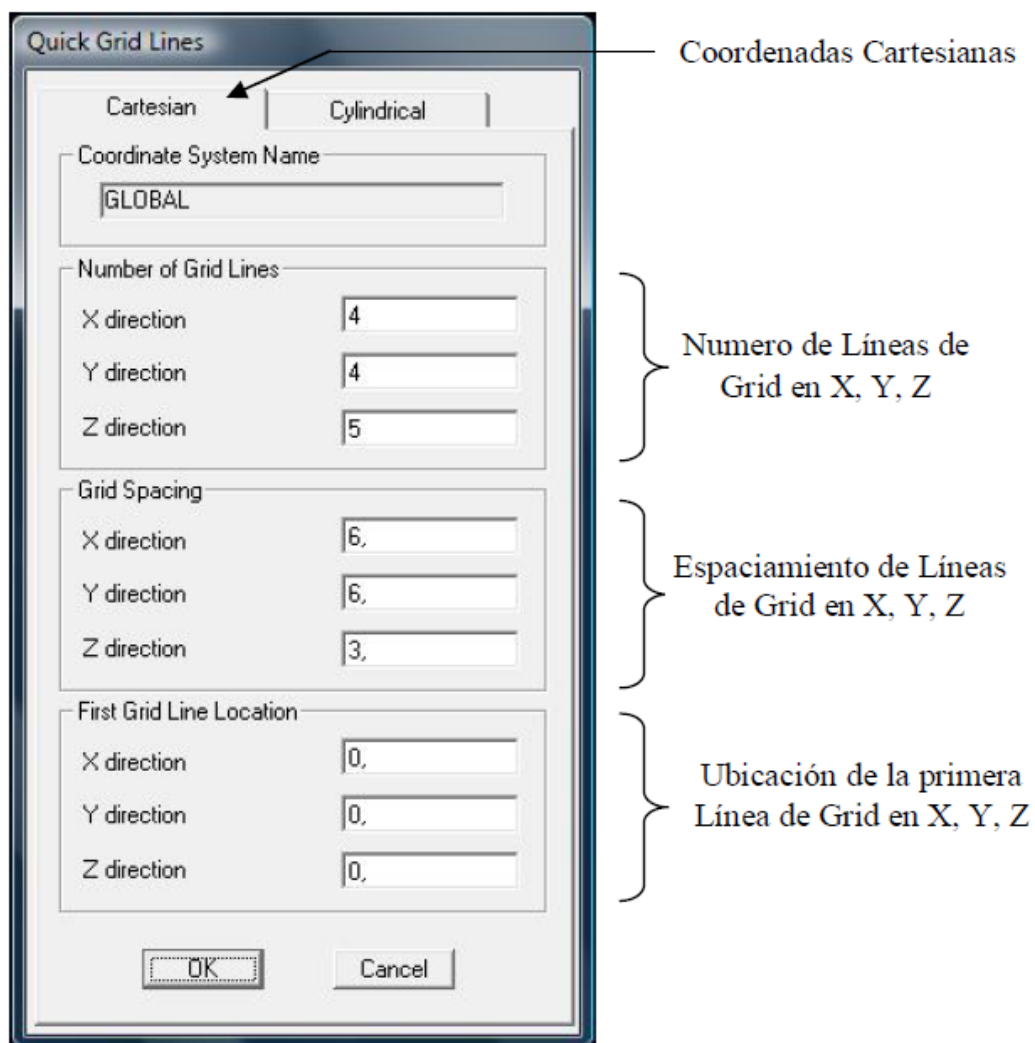 Quick Grid Lines
Coordenadas Cartesianas
Cartesian
Cylindrical
Coordinate System Name
GLOBAL
Number of Grid Lines
X direction
4
Y direction
4
Z direction
5
Numero de Líneas de
Grid en X, Y, Z
Grid Spacing
X direction
6,
Y direction
6,
Z direction
3,
Espaciamiento de Líneas
de Grid en X, Y, Z
First Grid Line Location
X direction
0,
Y direction
0,
Z direction
0,
Ubicación de la primera
Línea de Grid en X, Y, Z
OK
Cancel